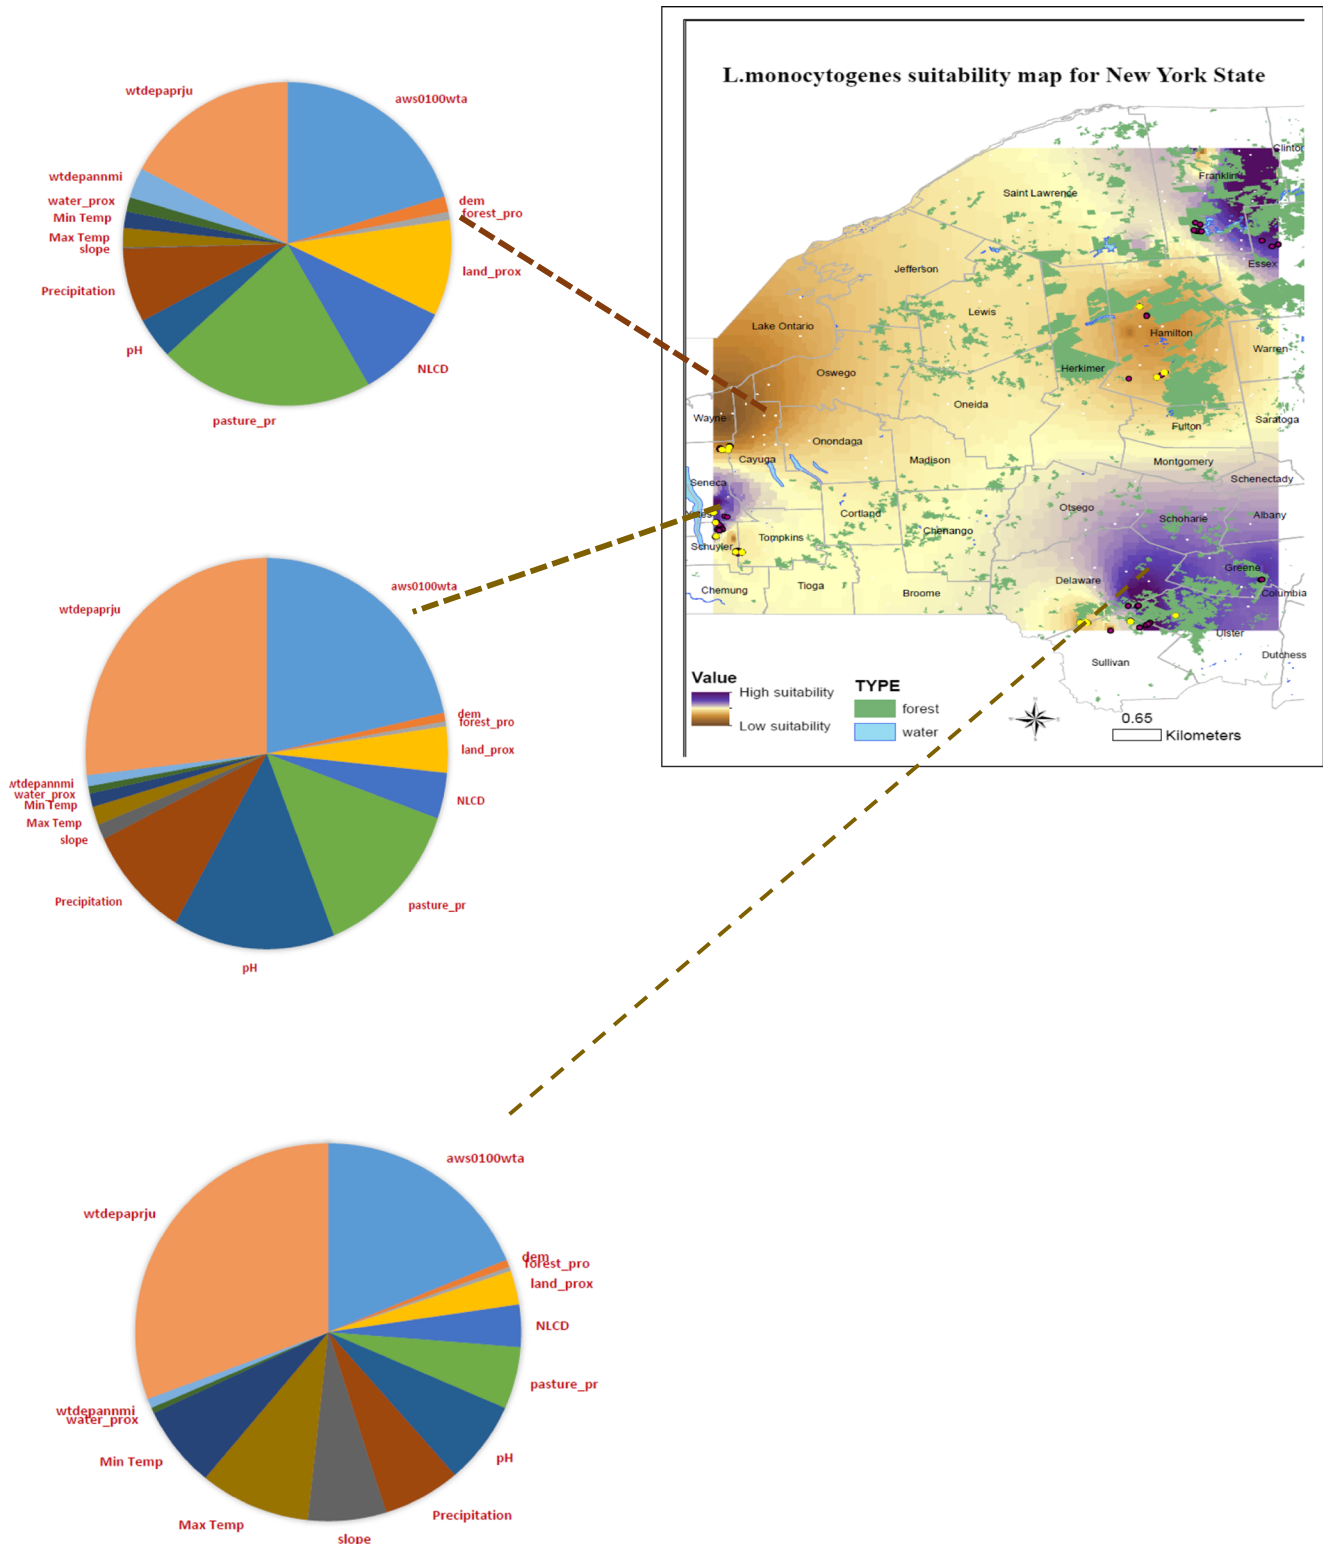 wtdepaprju
aws0100wta
wtdepannmi
water_prox
Min Temp
Max Temp
slope
Precipitation
pH
pasture_pr
NLCD
land_prox
forest_pro
dem
L.monocytogenes suitability map for New York State
Clinton
Franklin
Saint Lawrence
Essex
Jefferson
Lewis
Lake Ontario
Hamilton
Warren
Oswego
Herkimer
Oneida
Wayne
Saratoga
Fulton
Onondaga
Cayuga
Madison
Montgomery
Schenectady
Seneca
Otsego
Cortland
Schoharie
Albany
Chenango
Tompkins
Schuyler
Greene
Delaware
Chemung
Tioga
Broome
Columbia
Ulster
Dutchess
Sullivan
Value
High suitability
Low suitability
TYPE
forest
water
N
0.65
Kilometers
wtdepaprju
aws0100wta
dem
forest_pro
land_prox
NLCD
pasture_pr
pH
Precipitation
slope
Max Temp
Min Temp
water_prox
wtdepannmi
wtdepaprju
aws0100wta
dem
forest_pro
land_prox
NLCD
pasture_pr
pH
Precipitation
slope
Max Temp
Min Temp
water_prox
wtdepannmi